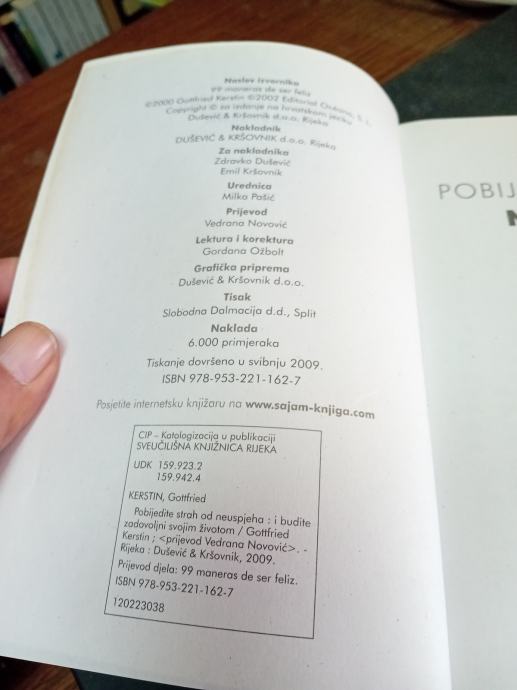 Naslov izvornika
99 maneras de ser feliz
©2000 Gottfried Kerstin ©2002 Editorial Océano, S. L.
Copyright © za izdanje na hrvatskom jeziku
Dušević & Kršovnik d.o.o. Rijeka
Nakladnik
DUŠEVIĆ & KRŠOVNIK d.o.o. Rijeka
Za nakladnika
Zdravko Dušević
Emil Kršovnik
Urednica
Milka Pašić
Prijevod
Vedrana Novović
Lektura i korektura
Gordana Ožbolt
Grafička priprema
Dušević & Kršovnik d.o.o.
Tisak
Slobodna Dalmacija d.d., Split
Naklada
6.000 primjeraka
Tiskanje dovršeno u svibnju 2009.
ISBN 978-953-221-162-7
Posjetite internetsku knjižaru na www.sajam-knjiga.com
CIP – Katologizacija u publikaciji
SVEUČILIŠNA KNJIŽNICA RIJEKA
UDK 159.923.2
159.942.4
KERSTIN, Gottfried
Pobijedite strah od neuspjeha : i budite
zadovoljni svojim životom / Gottfried
Kerstin ; <prijevod Vedrana Novović>. -
Rijeka : Dušević & Kršovnik, 2009.
Prijevod djela: 99 maneras de ser feliz.
ISBN 978-953-221-162-7
120223038
POBIJ